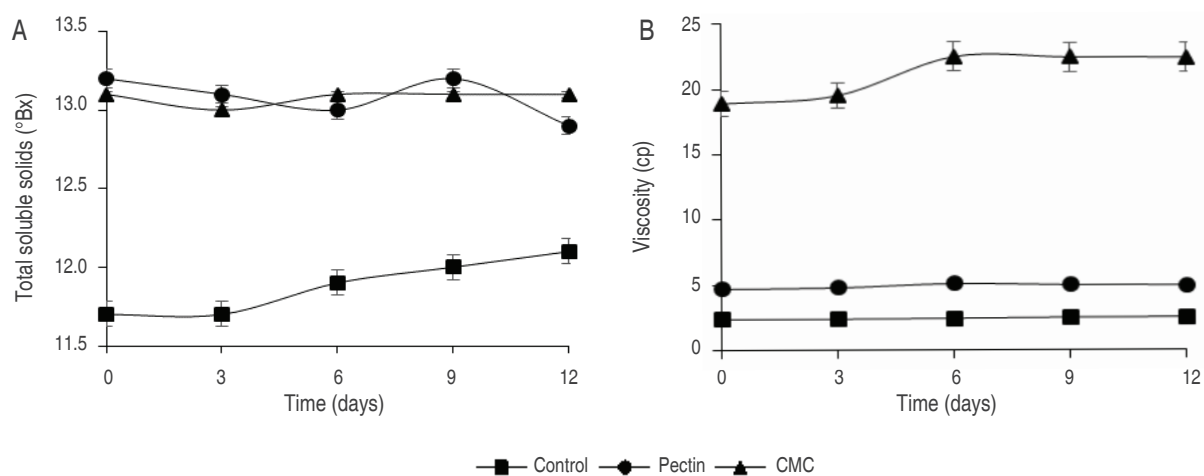 A
Total soluble solids (°Bx)
13.5
13.0
12.5
12.0
11.5
0 3 6 9 12
Time (days)
B
Viscosity (cp)
25
20
15
10
5
0
0 3 6 9 12
Time (days)
Control Pectin CMC